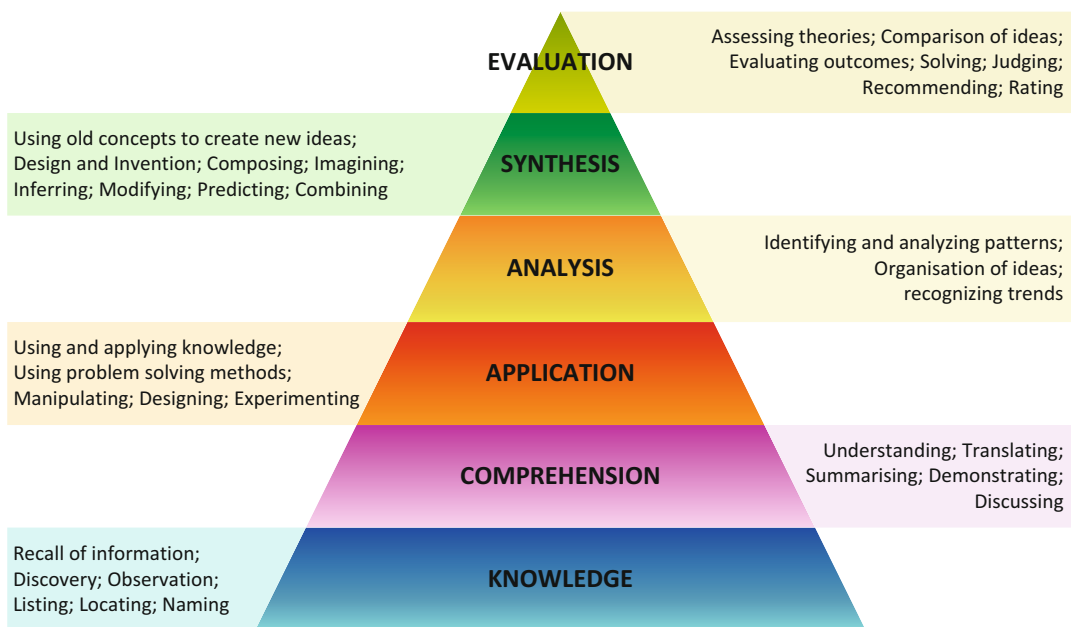 EVALUATION
Assessing theories; Comparison of ideas;
Evaluating outcomes; Solving; Judging;
Recommending; Rating
Using old concepts to create new ideas;
Design and Invention; Composing; Imagining;
Inferring; Modifying; Predicting; Combining
SYNTHESIS
ANALYSIS
Identifying and analyzing patterns;
Organisation of ideas;
recognizing trends
Using and applying knowledge;
Using problem solving methods;
Manipulating; Designing; Experimenting
APPLICATION
COMPREHENSION
Understanding; Translating;
Summarising; Demonstrating;
Discussing
Recall of information;
Discovery; Observation;
Listing; Locating; Naming
KNOWLEDGE